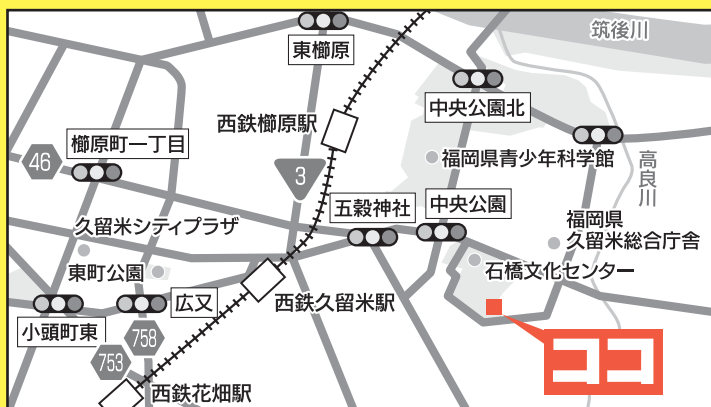 筑後川
東櫛原
中央公園北
西鉄櫛原駅
櫛原町一丁目
46
3
福岡県青少年科学館
高良川
五穀神社
中央公園
久留米シティプラザ
福岡県
久留米総合庁舎
東町公園
石橋文化センター
西鉄久留米駅
小頭町東
広又
758
753
ココ
西鉄花畑駅